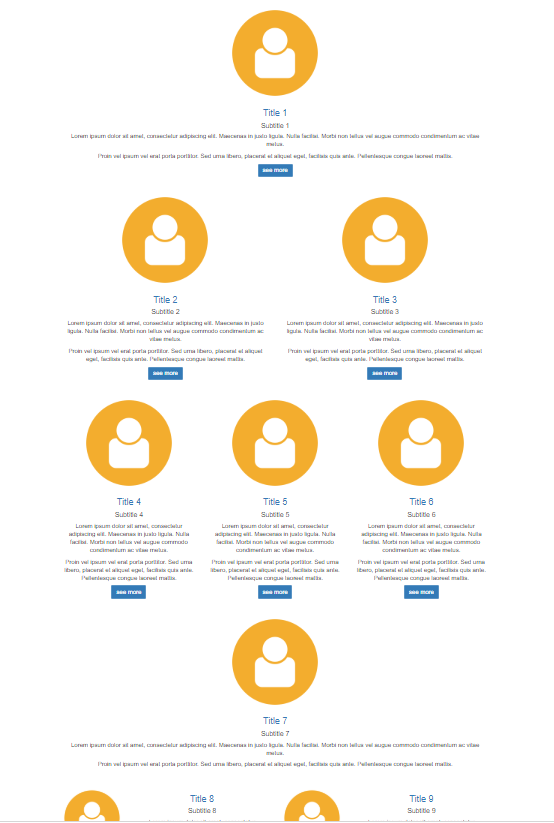 Title 1
Subtitle 1
Lorem ipsum dolor sit amet, consectetur adipiscing elit. Maecenas in justo ligula. Nulla facilisi. Morbi non tellus vel augue commodo condimentum ac vitae
metus.
Proin vel ipsum vel erat porta porttitor. Sed urna libero, placerat et aliquet eget, facilisis quis ante. Pellentesque congue laoreet mattis.
see more
Title 2
Subtitle 2
Lorem ipsum dolor sit amet, consectetur adipiscing elit. Maecenas in justo
ligula. Nulla facilisi. Morbi non tellus vel augue commodo condimentum ac
vitae metus.
Proin vel ipsum vel erat porta porttitor. Sed urna libero, placerat et aliquet
eget, facilisis quis ante. Pellentesque congue laoreet mattis.
see more
Title 3
Subtitle 3
Lorem ipsum dolor sit amet, consectetur adipiscing elit. Maecenas in justo
ligula. Nulla facilisi. Morbi non tellus vel augue commodo condimentum ac
vitae metus.
Proin vel ipsum vel erat porta porttitor. Sed urna libero, placerat et aliquet
eget, facilisis quis ante. Pellentesque congue laoreet mattis.
see more
Title 4
Subtitle 4
Lorem ipsum dolor sit amet, consectetur
adipiscing elit. Maecenas in justo ligula. Nulla
facilisi. Morbi non tellus vel augue commodo
condimentum ac vitae metus.
Proin vel ipsum vel erat porta porttitor. Sed urna
libero, placerat et aliquet eget, facilisis quis ante.
Pellentesque congue laoreet mattis.
see more
Title 5
Subtitle 5
Lorem ipsum dolor sit amet, consectetur
adipiscing elit. Maecenas in justo ligula. Nulla
facilisi. Morbi non tellus vel augue commodo
condimentum ac vitae metus.
Proin vel ipsum vel erat porta porttitor. Sed urna
libero, placerat et aliquet eget, facilisis quis ante.
Pellentesque congue laoreet mattis.
see more
Title 6
Subtitle 6
Lorem ipsum dolor sit amet, consectetur
adipiscing elit. Maecenas in justo ligula. Nulla
facilisi. Morbi non tellus vel augue commodo
condimentum ac vitae metus.
Proin vel ipsum vel erat porta porttitor. Sed urna
libero, placerat et aliquet eget, facilisis quis ante.
Pellentesque congue laoreet mattis.
see more
Title 7
Subtitle 7
Lorem ipsum dolor sit amet, consectetur adipiscing elit. Maecenas in justo ligula. Nulla facilisi. Morbi non tellus vel augue commodo condimentum ac vitae
metus.
Proin vel ipsum vel erat porta porttitor. Sed urna libero, placerat et aliquet eget, facilisis quis ante. Pellentesque congue laoreet mattis.
Title 8
Subtitle 8
Title 9
Subtitle 9